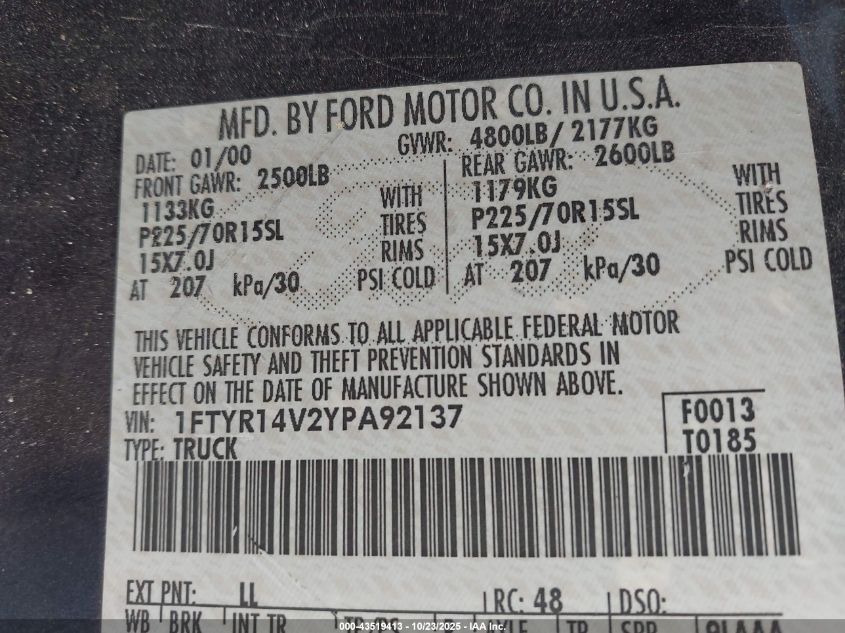 MFD. BY FORD MOTOR CO. IN U.S.A.
DATE: 01/00 GVWR: 4800LB/ 2177KG
FRONT GAWR: 2500LB REAR GAWR: 2600LB
1133KG WITH 1179KG WITH
P225/70R15SL TIRES P225/70R15SL TIRES
15X7.0J RIMS 15X7.0J RIMS
AT 207 kPa/30 PSI COLD AT 207 kPa/30 PSI COLD
THIS VEHICLE CONFORMS TO ALL APPLICABLE FEDERAL MOTOR
VEHICLE SAFETY AND THEFT PREVENTION STANDARDS IN
EFFECT ON THE DATE OF MANUFACTURE SHOWN ABOVE.
VIN: 1FTYR14V2YPA92137 F0013
TYPE: TRUCK T0185
EXT PNT: LL RC: 48 DSO:
WB BRK INT TR TR SPR
000-43519413 - 10/23/2025 - IAA Inc.